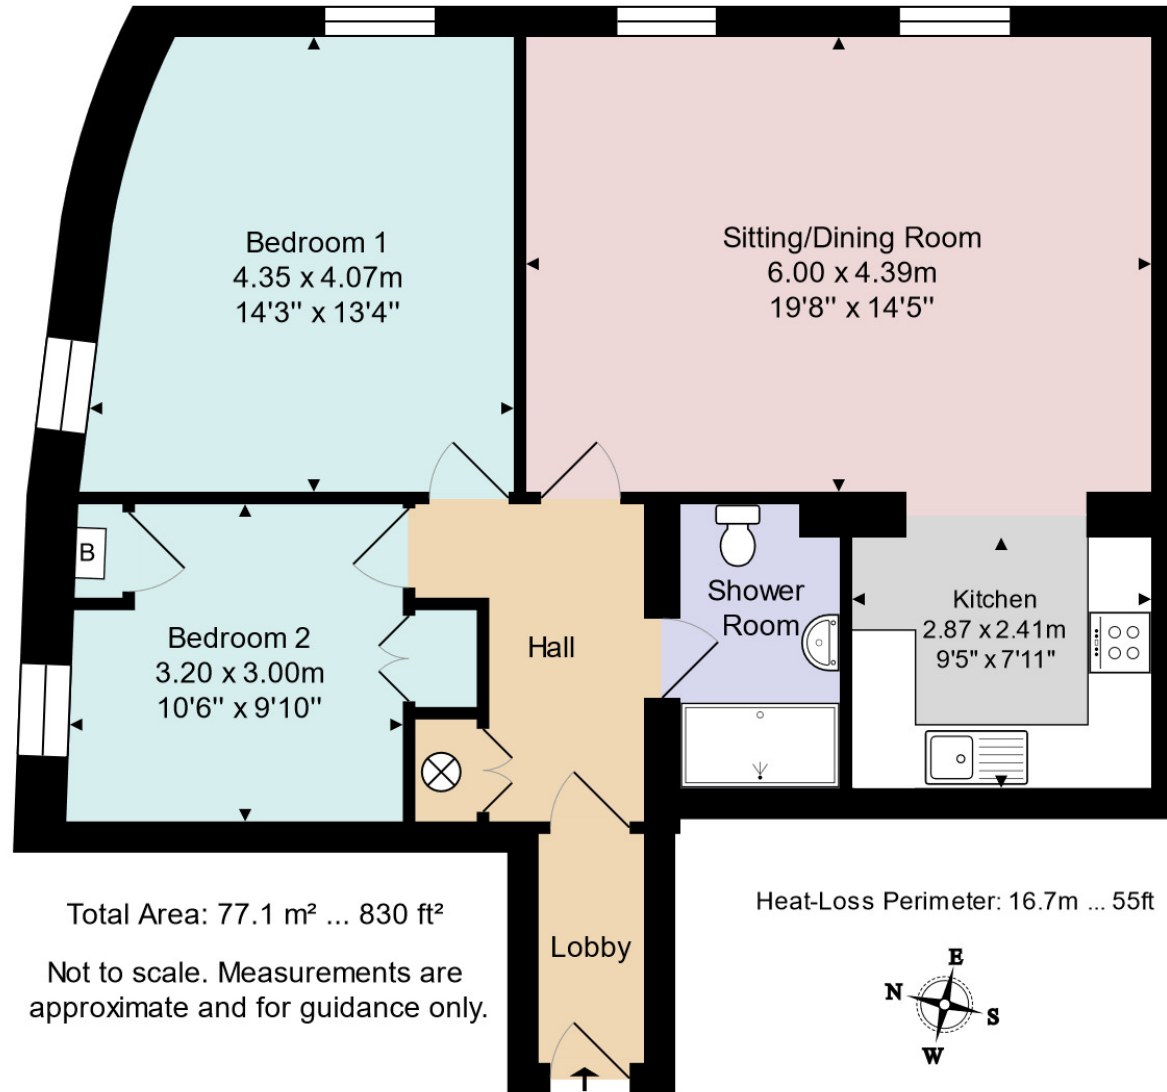 Bedroom 1
4.35 x 4.07m
14'3" x 13'4"
Sitting/Dining Room
6.00 x 4.39m
19'8" x 14'5"
B
Bedroom 2
3.20 x 3.00m
10'6" x 9'10"
Hall
Shower
Room
Kitchen
2.87 x 2.41m
9'5" x 7'11"
Lobby
Total Area: 77.1 m² ... 830 ft²
Not to scale. Measurements are
approximate and for guidance only.
Heat-Loss Perimeter: 16.7m ... 55ft
E
N
S
W